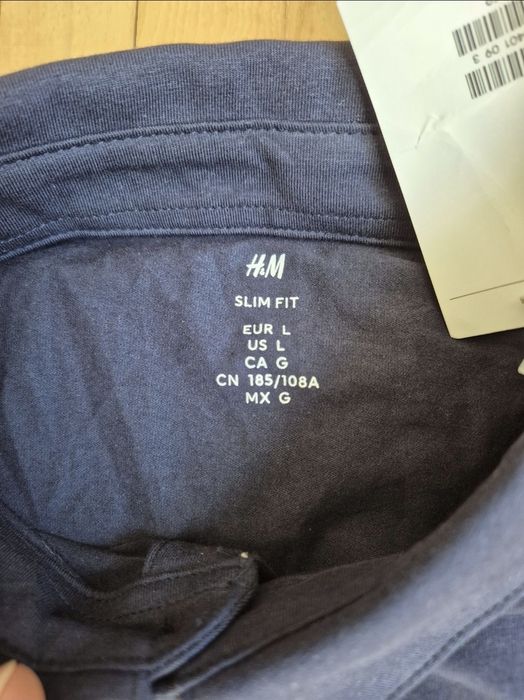 H&M
SLIM FIT
EUR L
US L
CA G
CN 185/108A
MX G